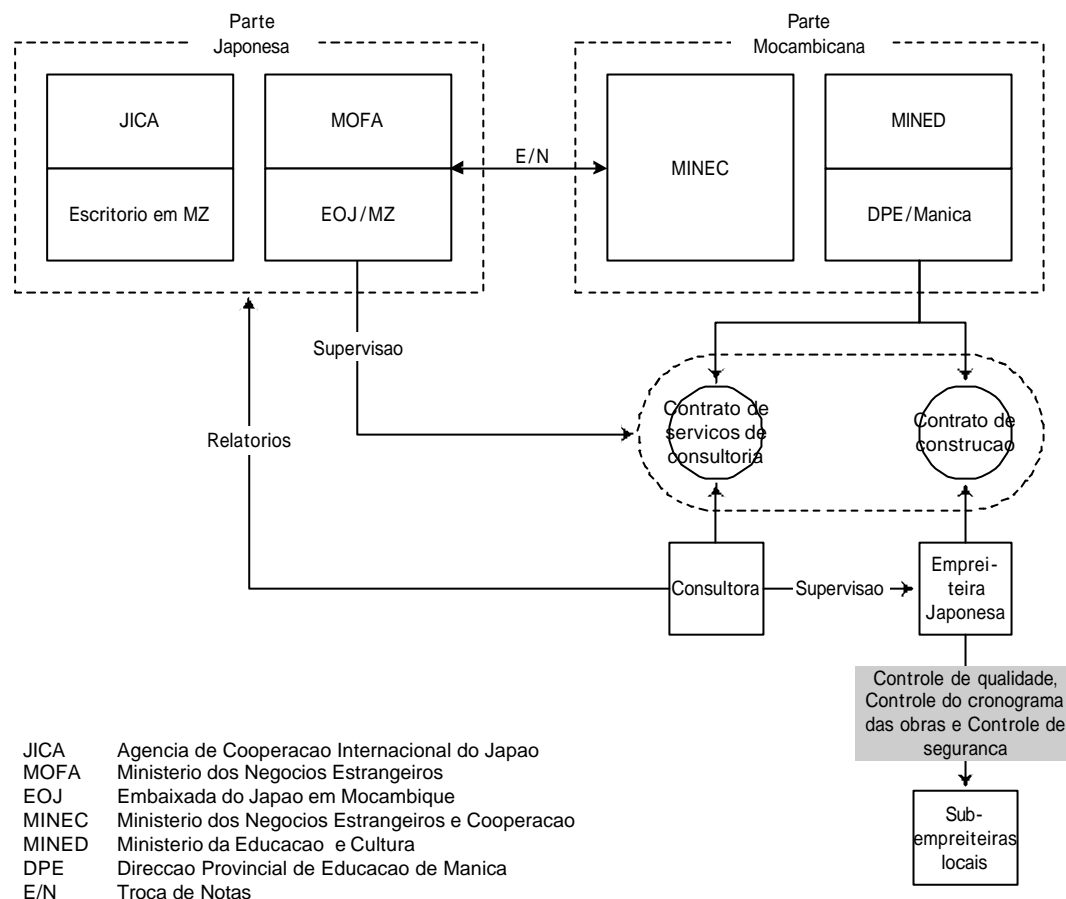 Parte
Japonesa
Parte
Mocambicana
JICA
MOFA
MINED
E/N
MINEC
Escritorio em MZ
EOJ/MZ
DPE/Manica
Supervisao
Relatorios
Contrato de
servicos de
consultoria
Contrato de
construcao
Consultora
Supervisao
Emprei-
teira
Japonesa
Controle de qualidade,
Controle do cronograma
das obras e Controle de
seguranca
Sub-
empreiteiras
locais
JICA Agencia de Cooperacao Internacional do Japao
MOFA Ministerio dos Negocios Estrangeiros
EOJ Embaixada do Japao em Mocambique
MINEC Ministerio dos Negocios Estrangeiros e Cooperacao
MINED Ministerio da Educacao e Cultura
DPE Direccao Provincial de Educacao de Manica
E/N Troca de Notas